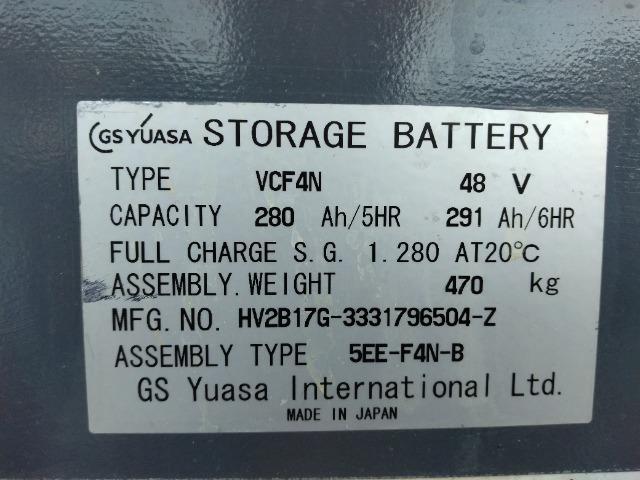 GS YUASA STORAGE BATTERY
TYPE VCF4N 48 V
CAPACITY 280 Ah/5HR 291 Ah/6HR
FULL CHARGE S.G. 1.280 AT20℃
ASSEMBLY.WEIGHT 470 kg
MFG.NO. HV2B17G-3331796504-Z
ASSEMBLY TYPE 5EE-F4N-B
GS Yuasa International Ltd.
MADE IN JAPAN